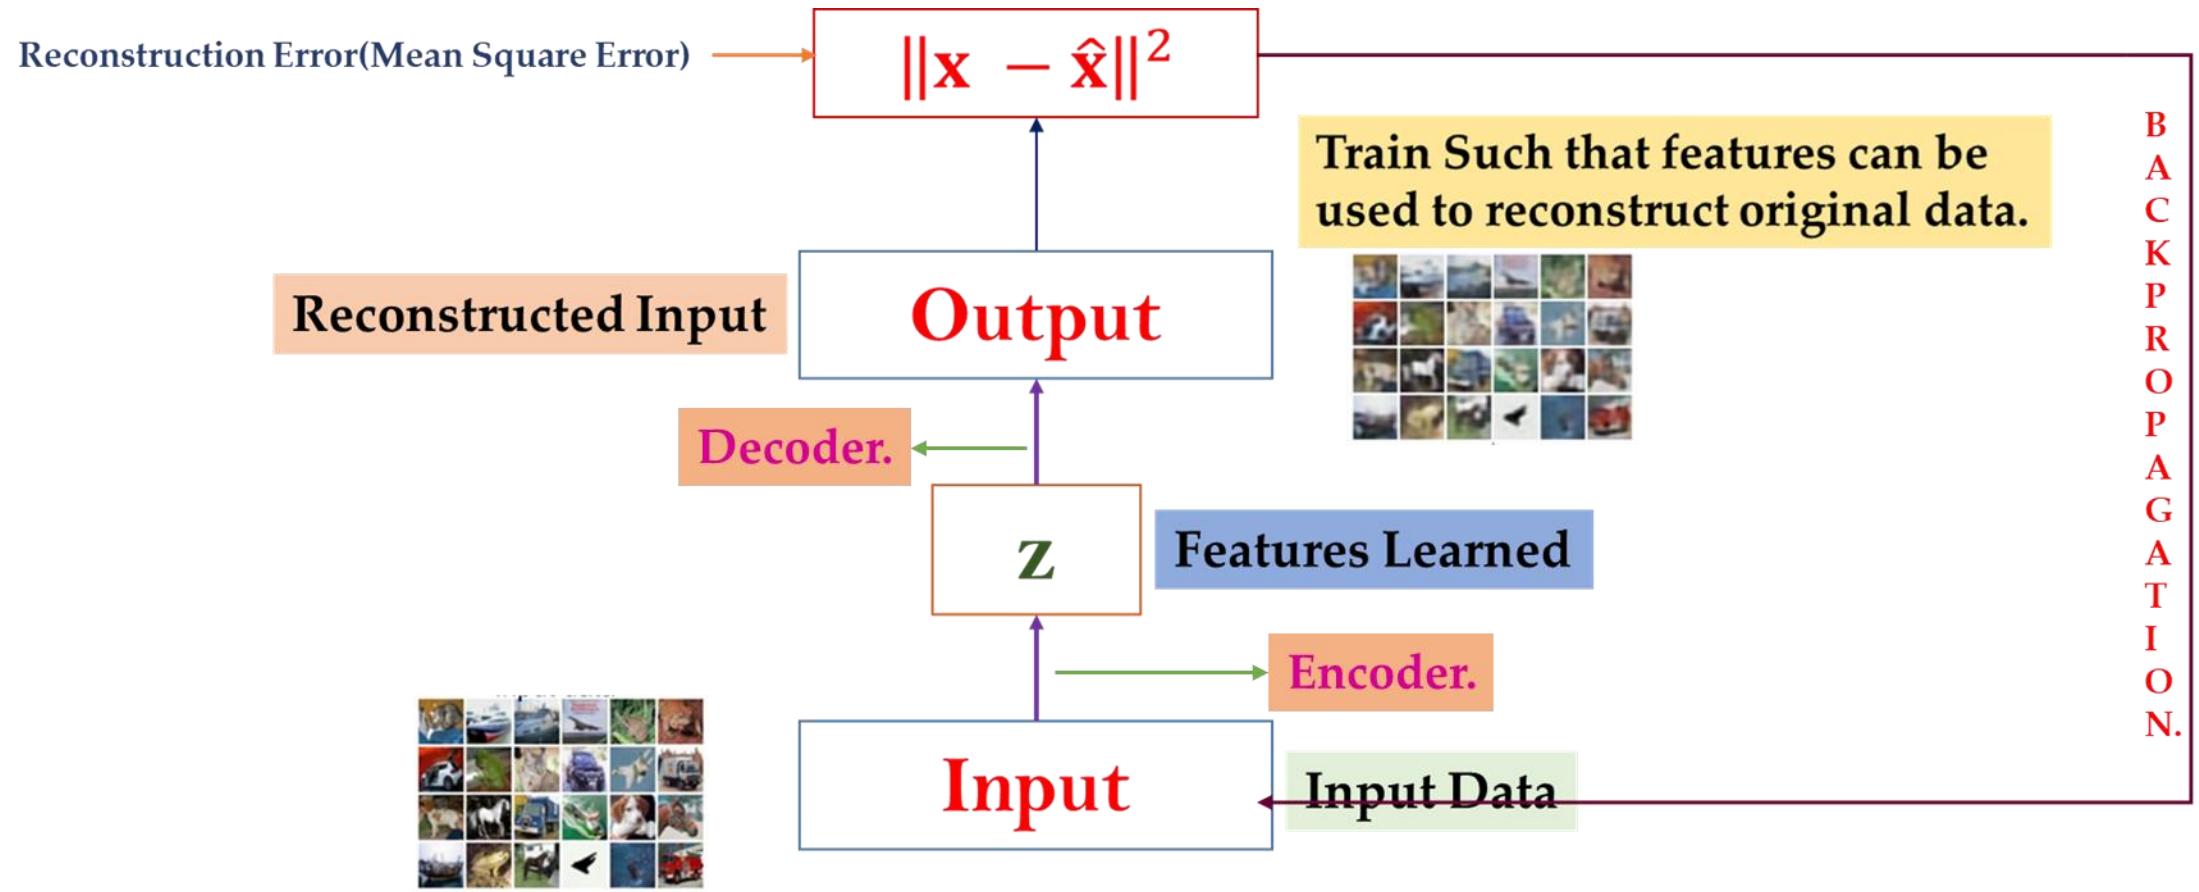 Reconstruction Error(Mean Square Error)
‖x − x̂‖²
Train Such that features can be
used to reconstruct original data.
Reconstructed Input
Output
Decoder.
z
Features Learned
Encoder.
Input
Input Data
B
A
C
K
P
R
O
P
A
G
A
T
I
O
N.